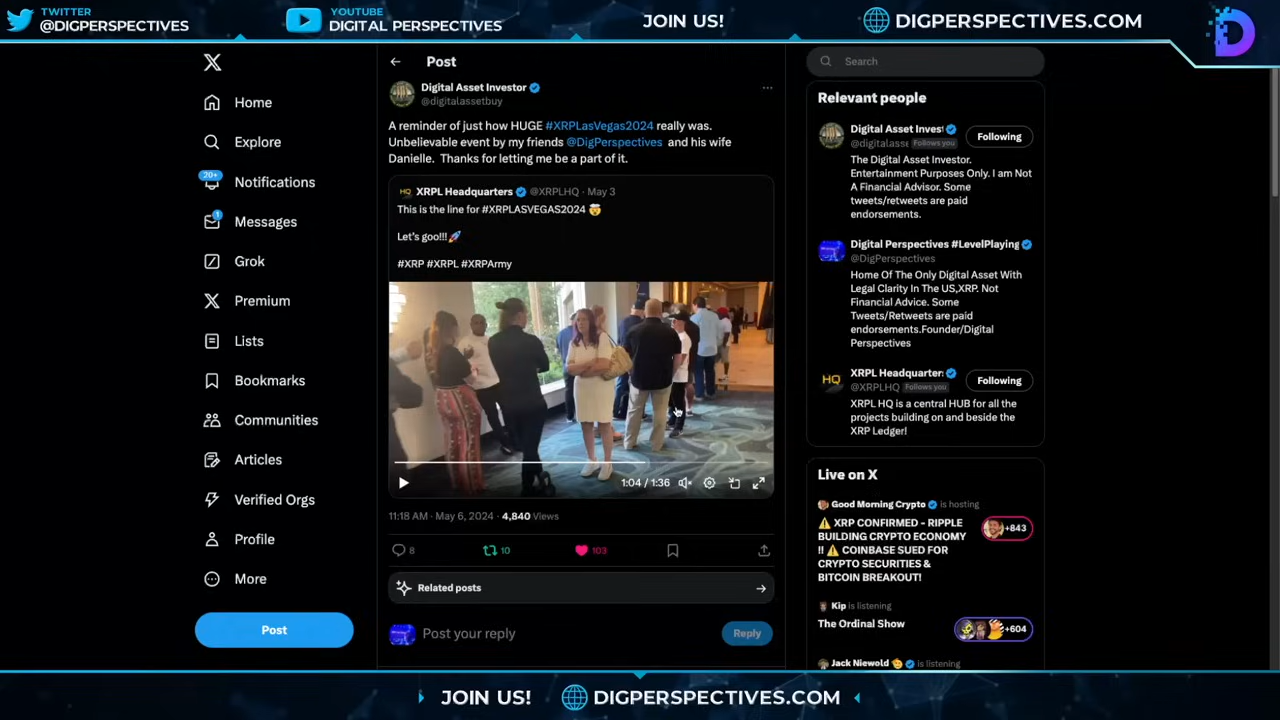 TWITTER
@DIGPERSPECTIVES
YOUTUBE
DIGITAL PERSPECTIVES
JOIN US!
DIGPERSPECTIVES.COM
Home
Explore
20+
Notifications
1
Messages
Grok
Premium
Lists
Bookmarks
Communities
Articles
Verified Orgs
Profile
More
Post
Post
Digital Asset Investor
@digitalassetbuy
A reminder of just how HUGE #XRPLasVegas2024 really was.
Unbelievable event by my friends @DigPerspectives and his wife
Danielle. Thanks for letting me be a part of it.
HQ XRPL Headquarters @XRPLHQ · May 3
This is the line for #XRPLASVEGAS2024 🤯
Let's goo!!!🚀
#XRP #XRPL #XRPArmy
1:04 / 1:36
11:18 AM · May 6, 2024 · 4,840 Views
8
10
103
Related posts
Post your reply
Reply
Search
Relevant people
Digital Asset Invest
@digitalasse Follows you
Following
The Digital Asset Investor.
Entertainment Purposes Only. I am Not
A Financial Advisor. Some
tweets/retweets are paid
endorsements.
Digital Perspectives #LevelPlaying
@DigPerspectives
Home Of The Only Digital Asset With
Legal Clarity In The US,XRP. Not
Financial Advice. Some
Tweets/Retweets are paid
endorsements.Founder/Digital
Perspectives
HQ
XRPL Headquarter
@XRPLHQ Follows you
Following
XRPL HQ is a central HUB for all the
projects building on and beside the
XRP Ledger!
Live on X
Good Morning Crypto is hosting
⚠️ XRP CONFIRMED - RIPPLE
BUILDING CRYPTO ECONOMY
!! ⚠️ COINBASE SUED FOR
CRYPTO SECURITIES &
BITCOIN BREAKOUT!
+843
Kip is listening
The Ordinal Show
+604
Jack Niewold is listening
JOIN US!
DIGPERSPECTIVES.COM